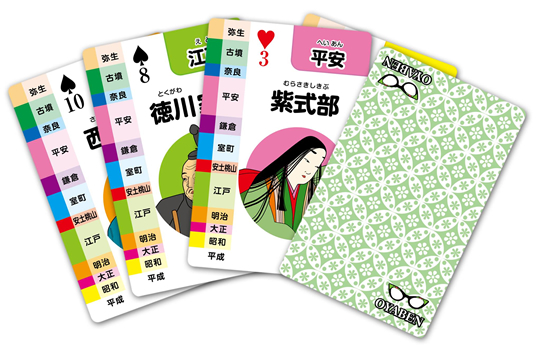 10
弥生
古墳
奈良
平安
鎌倉
室町
安土桃山
江戸
明治
大正
昭和
平成
西
8
弥生
古墳
奈良
平安
鎌倉
室町
安土桃山
江戸
明治
大正
昭和
平成
え
江
とくがわ
徳川
3
弥生
古墳
奈良
平安
鎌倉
室町
安土桃山
江戸
明治
大正
昭和
平成
へいあん
平安
むらさきしきぶ
紫式部
OYABEN
OYABEN